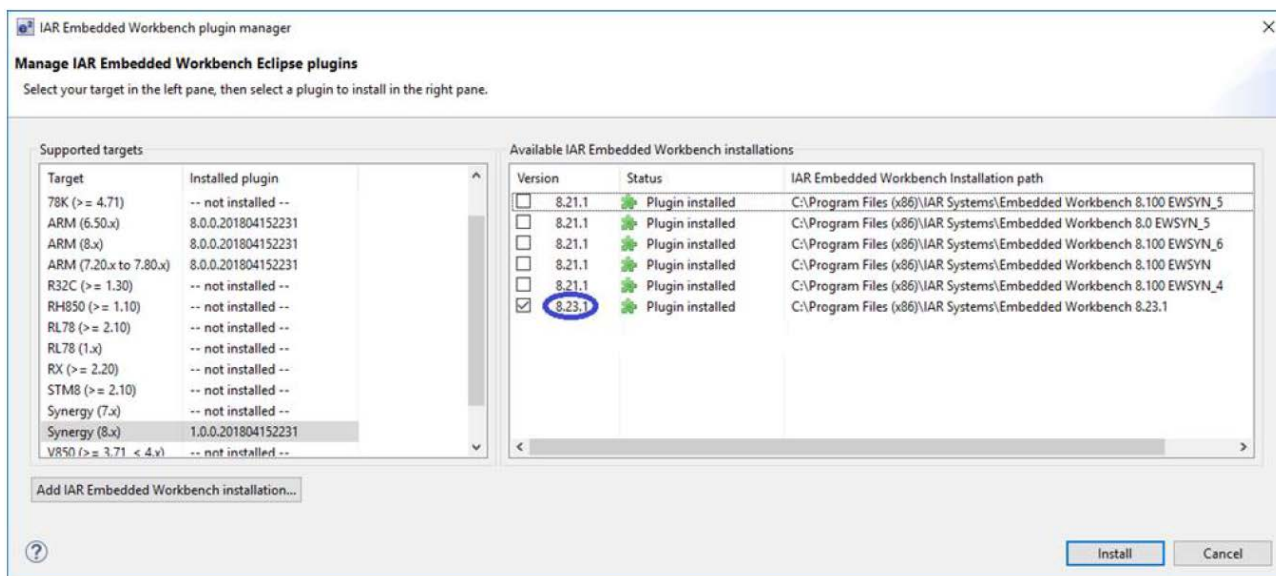 e² IAR Embedded Workbench plugin manager
Manage IAR Embedded Workbench Eclipse plugins
Select your target in the left pane, then select a plugin to install in the right pane.
Supported targets
Target Installed plugin
78K (>= 4.71) -- not installed --
ARM (6.50.x) 8.0.0.201804152231
ARM (8.x) 8.0.0.201804152231
ARM (7.20.x to 7.80.x) 8.0.0.201804152231
R32C (>= 1.30) -- not installed --
RH850 (>= 1.10) -- not installed --
RL78 (>= 2.10) -- not installed --
RL78 (1.x) -- not installed --
RX (>= 2.20) -- not installed --
STM8 (>= 2.10) -- not installed --
Synergy (7.x) -- not installed --
Synergy (8.x) 1.0.0.201804152231
V850 (>= 3.71 < 4.x) -- not installed --
Available IAR Embedded Workbench installations
Version Status IAR Embedded Workbench Installation path
8.21.1 Plugin installed C:\Program Files (x86)\IAR Systems\Embedded Workbench 8.100 EWSYN_5
8.21.1 Plugin installed C:\Program Files (x86)\IAR Systems\Embedded Workbench 8.0 EWSYN_5
8.21.1 Plugin installed C:\Program Files (x86)\IAR Systems\Embedded Workbench 8.100 EWSYN_6
8.21.1 Plugin installed C:\Program Files (x86)\IAR Systems\Embedded Workbench 8.100 EWSYN
8.21.1 Plugin installed C:\Program Files (x86)\IAR Systems\Embedded Workbench 8.100 EWSYN_4
8.23.1 Plugin installed C:\Program Files (x86)\IAR Systems\Embedded Workbench 8.23.1
Add IAR Embedded Workbench installation...
?
Install Cancel